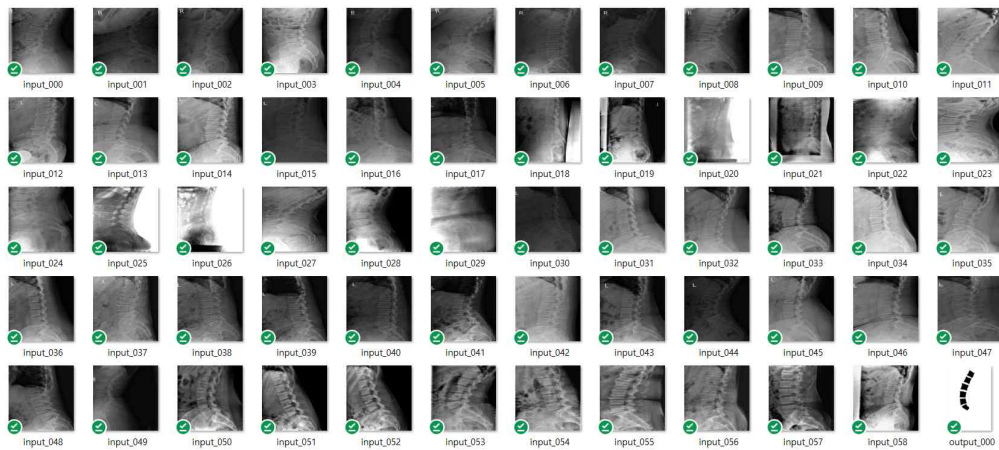 input_000 input_001 input_002 input_003 input_004 input_005 input_006 input_007 input_008 input_009 input_010 input_011
input_012 input_013 input_014 input_015 input_016 input_017 input_018 input_019 input_020 input_021 input_022 input_023
input_024 input_025 input_026 input_027 input_028 input_029 input_030 input_031 input_032 input_033 input_034 input_035
input_036 input_037 input_038 input_039 input_040 input_041 input_042 input_043 input_044 input_045 input_046 input_047
input_048 input_049 input_050 input_051 input_052 input_053 input_054 input_055 input_056 input_057 input_058 output_000